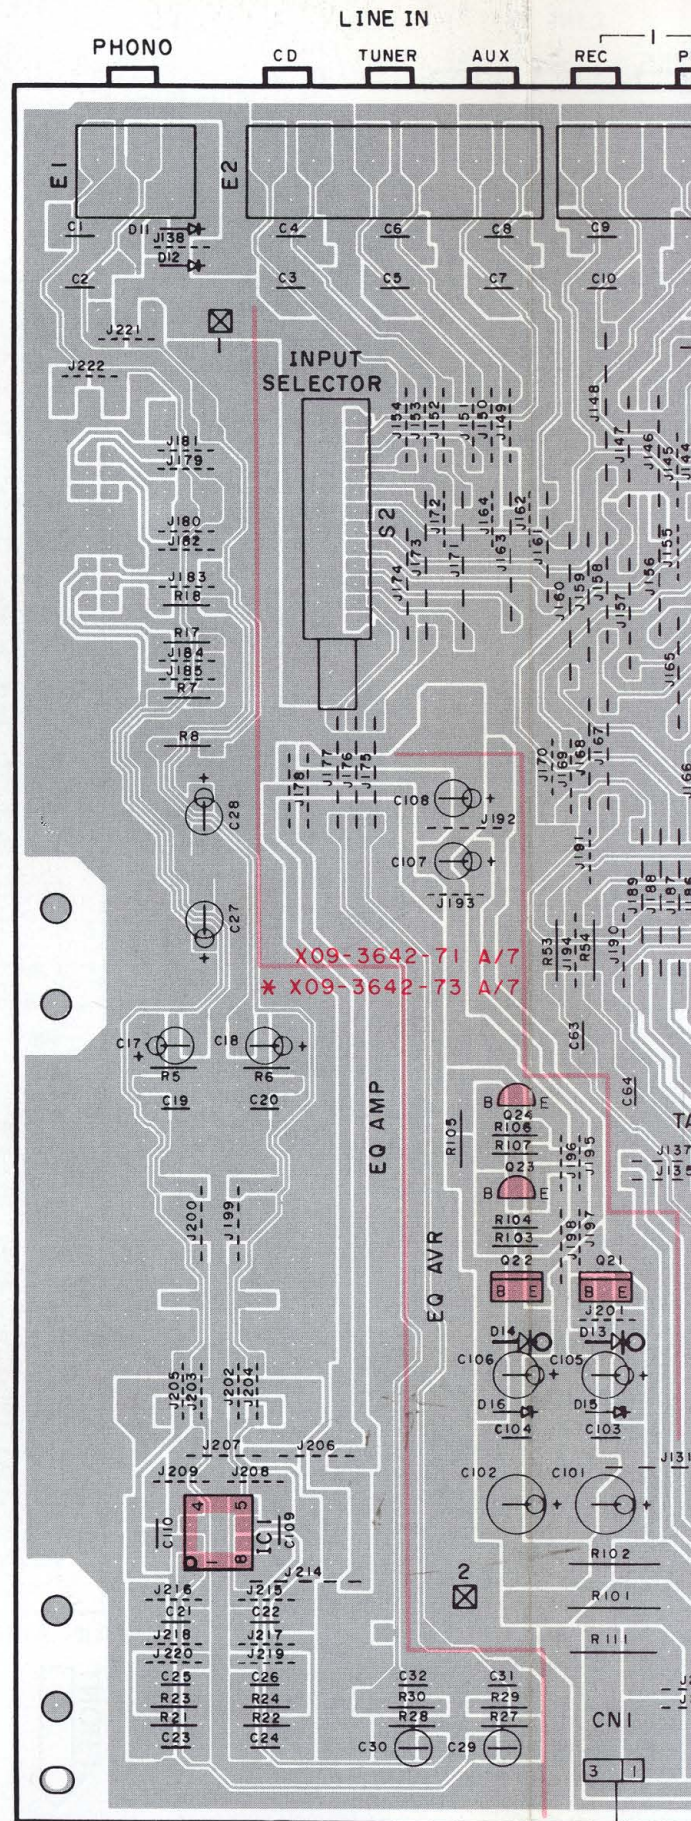 LINE IN
PHONO CD TUNER AUX REC P
E1 E2
C1 D11 C4 C6 C8 C9
J138
D12
C2 C3 C5 C7 C10
1
J221
J222
INPUT
SELECTOR
J154 J153 J152 J151 J150 J149 J148 J147 J146 J145 J144
J181
J179
S2
J172 J164 J162
J180
J182
J174 J173 J171 J163 J161 J160 J159 J158 J157 J156 J155
J183
R18
R17
J184
J185
R7
J165
R8
J178 J177 J176 J175 J170 J169 J168 J167 J166
+ C28
C108 + J192
C107 + J193
J191
J189 J188 J187 J186
C27 +
R53 J194 R54 J190
X09-3642-71 A/7
* X09-3642-73 A/7
C17 + C18 +
R5 R6
C19 C20
C63
C64
EQ AMP
R105
B E
Q24
R106
R107
Q23
B E
R104
R103
J196 J195
J198 J197
TA
J137
J135
J200 J199
EQ AVR
Q22 Q21
B E B E
J201
D14 D13
C106 + C105 +
D16 D15
C104 C103
J205 J203 J202 J204
J207 J206
J209 J208
J131
C102 + C101 +
4 5
C110 IC1 C109
1 8
J214
R102
2
R101
J216 J215
C21 C22
J218 J217
J220 J219
R111
C25 C26 C32 C31
R23 R24 R30 R29
R21 R22 R28 R27
C23 C24 C30 C29
CN1
3 1